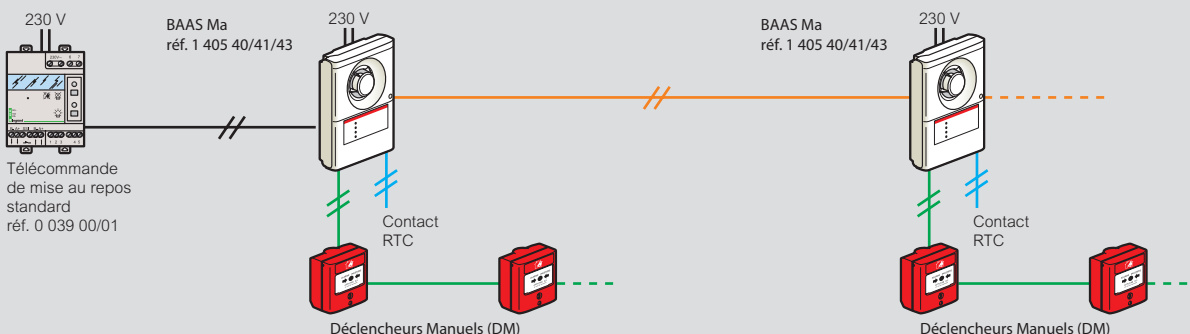 230 V
BAAS Ma
réf. 1 405 40/41/43
230 V
BAAS Ma
réf. 1 405 40/41/43
230 V
Télécommande
de mise au repos
standard
réf. 0 039 00/01
Contact
RTC
Contact
RTC
Déclencheurs Manuels (DM)
Déclencheurs Manuels (DM)